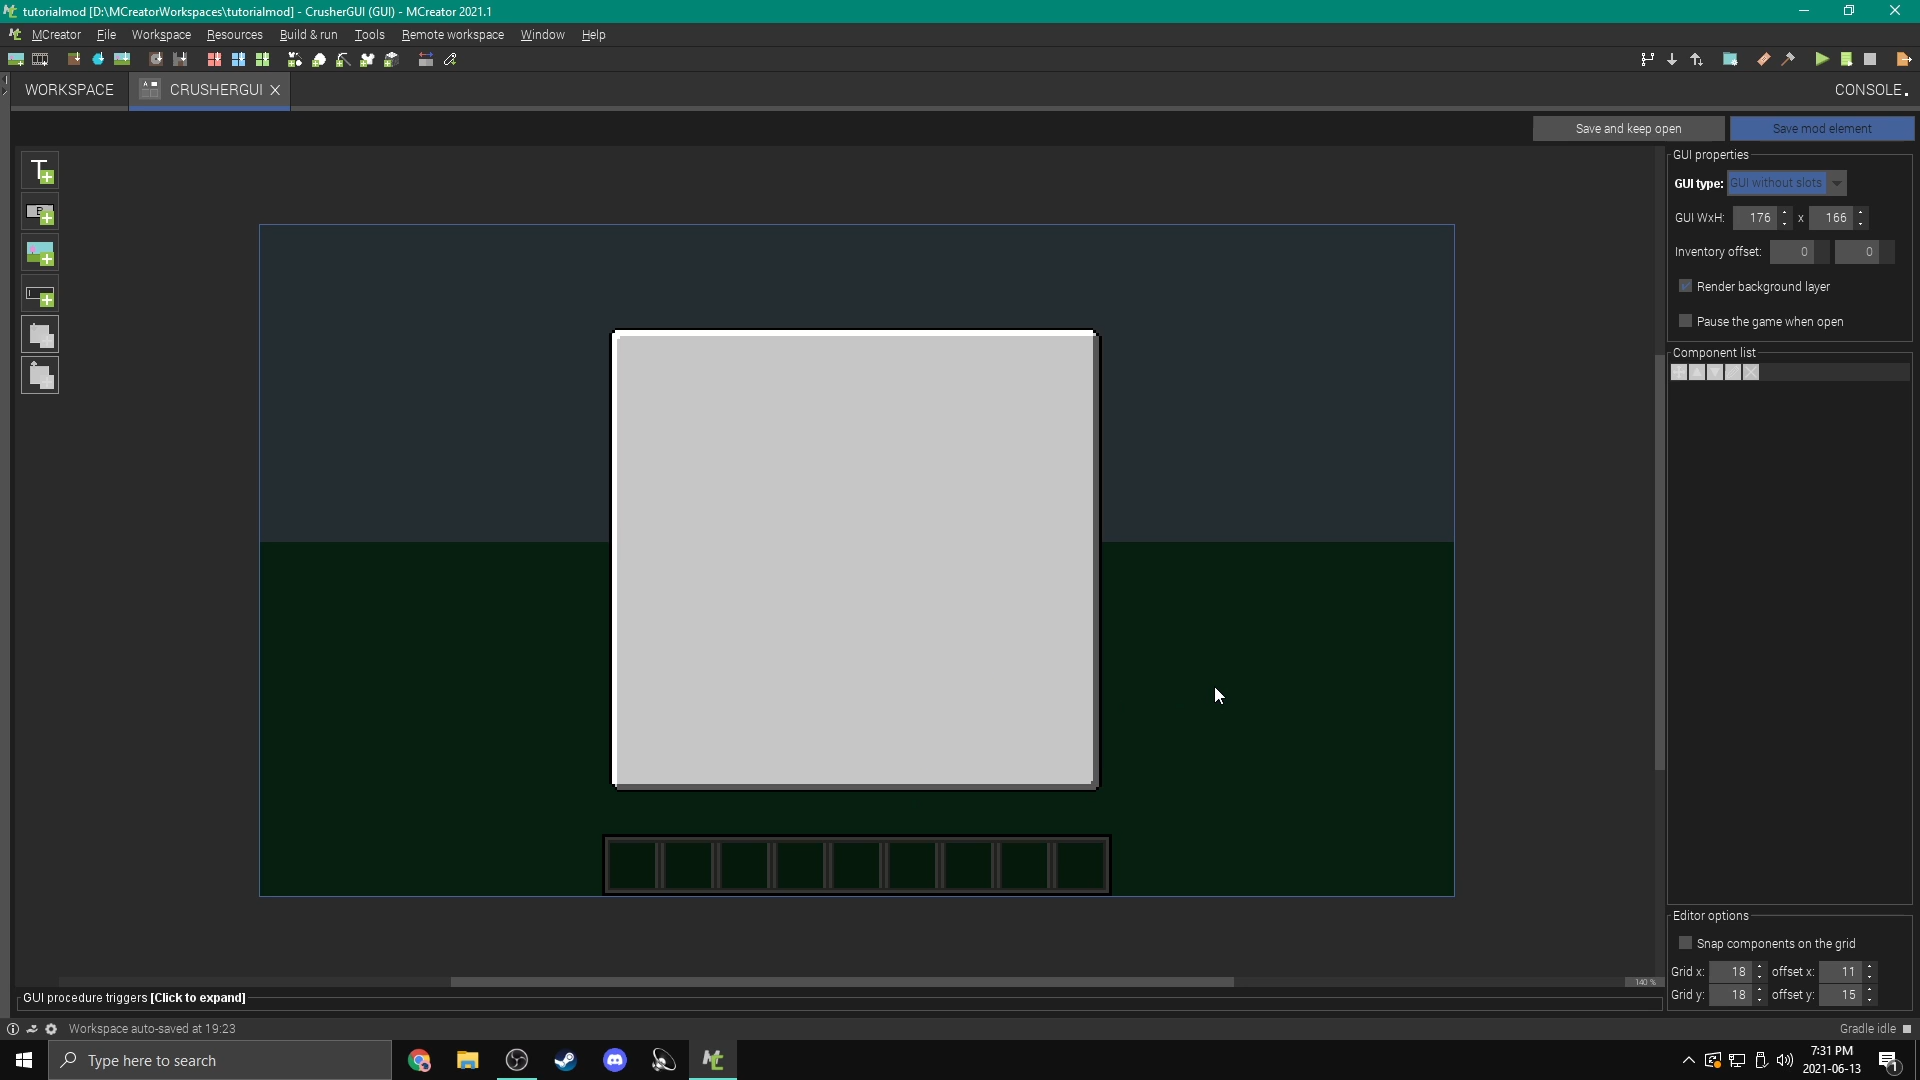 tutorialmod [D:\MCreatorWorkspaces\tutorialmod] - CrusherGUI (GUI) - MCreator 2021.1
MCreator File Workspace Resources Build & run Tools Remote workspace Window Help
WORKSPACE CRUSHERGUI CONSOLE
Save and keep open Save mod element
GUI properties
GUI type: GUI without slots
GUI WxH: 176 x 166
Inventory offset: 0 0
Render background layer
Pause the game when open
Component list
Editor options
Snap components on the grid
Grid x: 18 offset x: 11
Grid y: 18 offset y: 15
140 %
GUI procedure triggers [Click to expand]
Workspace auto-saved at 19:23 Gradle idle
Type here to search
7:31 PM
2021-06-13
1